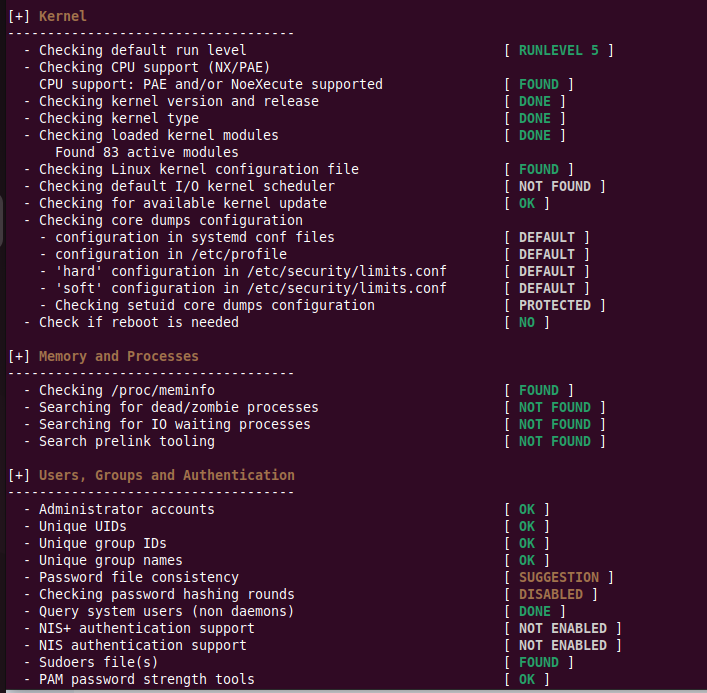 [+] Kernel
------------------------------------
  - Checking default run level                                [ RUNLEVEL 5 ]
  - Checking CPU support (NX/PAE)
    CPU support: PAE and/or NoeXecute supported               [ FOUND ]
  - Checking kernel version and release                       [ DONE ]
  - Checking kernel type                                      [ DONE ]
  - Checking loaded kernel modules                            [ DONE ]
      Found 83 active modules
  - Checking Linux kernel configuration file                  [ FOUND ]
  - Checking default I/O kernel scheduler                     [ NOT FOUND ]
  - Checking for available kernel update                      [ OK ]
  - Checking core dumps configuration
    - configuration in systemd conf files                     [ DEFAULT ]
    - configuration in /etc/profile                           [ DEFAULT ]
    - 'hard' configuration in /etc/security/limits.conf       [ DEFAULT ]
    - 'soft' configuration in /etc/security/limits.conf       [ DEFAULT ]
    - Checking setuid core dumps configuration                [ PROTECTED ]
  - Check if reboot is needed                                 [ NO ]

[+] Memory and Processes
------------------------------------
  - Checking /proc/meminfo                                    [ FOUND ]
  - Searching for dead/zombie processes                       [ NOT FOUND ]
  - Searching for IO waiting processes                        [ NOT FOUND ]
  - Search prelink tooling                                    [ NOT FOUND ]

[+] Users, Groups and Authentication
------------------------------------
  - Administrator accounts                                    [ OK ]
  - Unique UIDs                                               [ OK ]
  - Unique group IDs                                          [ OK ]
  - Unique group names                                        [ OK ]
  - Password file consistency                                 [ SUGGESTION ]
  - Checking password hashing rounds                          [ DISABLED ]
  - Query system users (non daemons)                          [ DONE ]
  - NIS+ authentication support                               [ NOT ENABLED ]
  - NIS authentication support                                [ NOT ENABLED ]
  - Sudoers file(s)                                           [ FOUND ]
  - PAM password strength tools                               [ OK ]